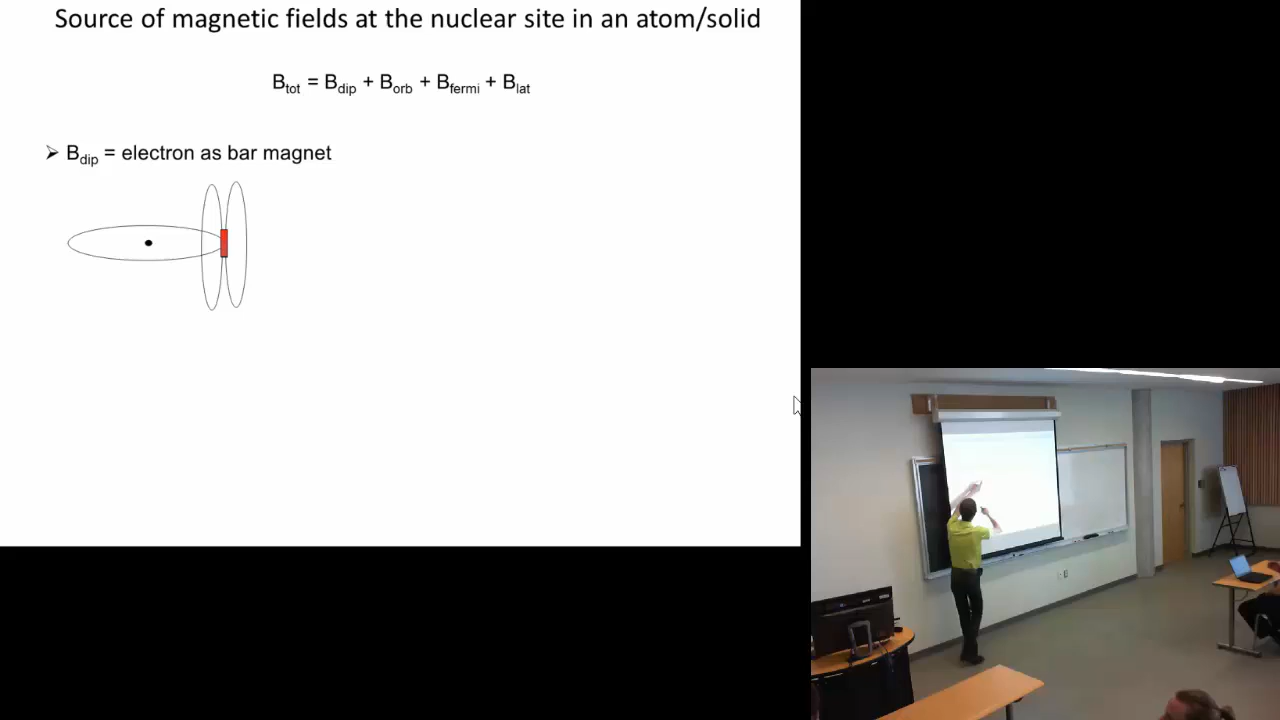 Source of magnetic fields at the nuclear site in an atom/solid
Btot = Bdip + Borb + Bfermi + Blat
➢ Bdip = electron as bar magnet